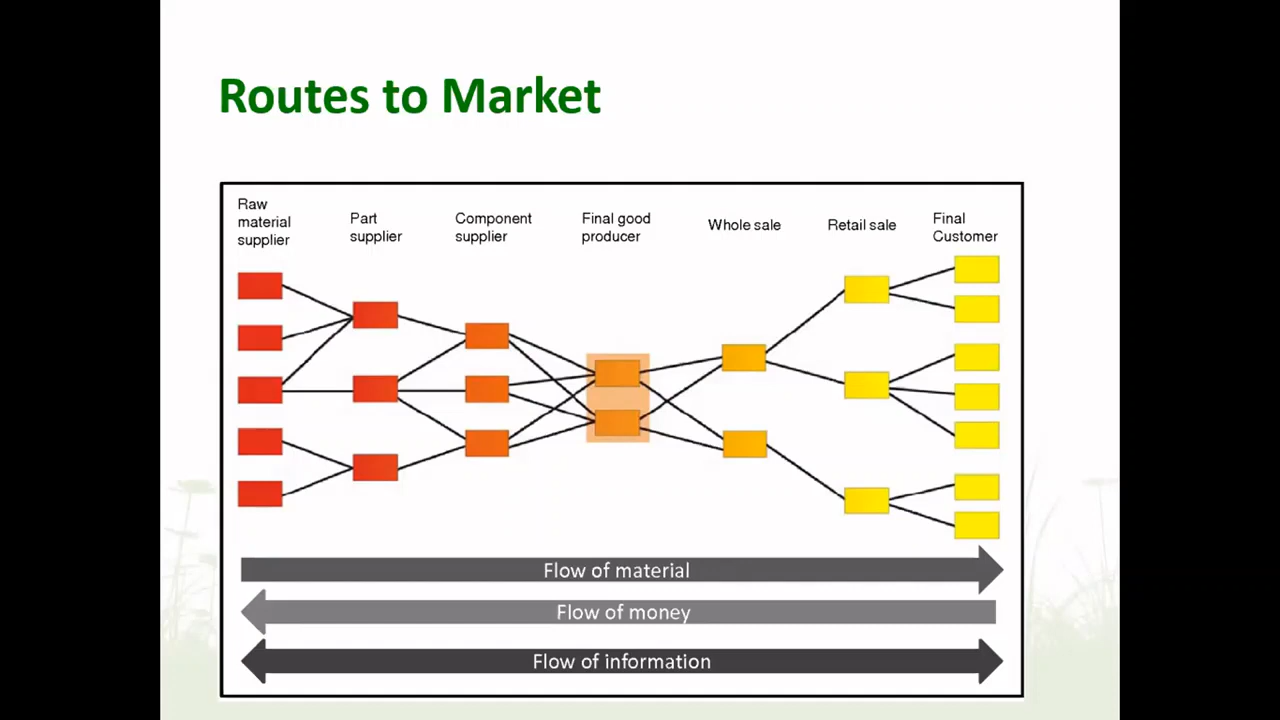 Routes to Market
Raw
material
supplier
Part
supplier
Component
supplier
Final good
producer
Whole sale
Retail sale
Final
Customer
Flow of material
Flow of money
Flow of information